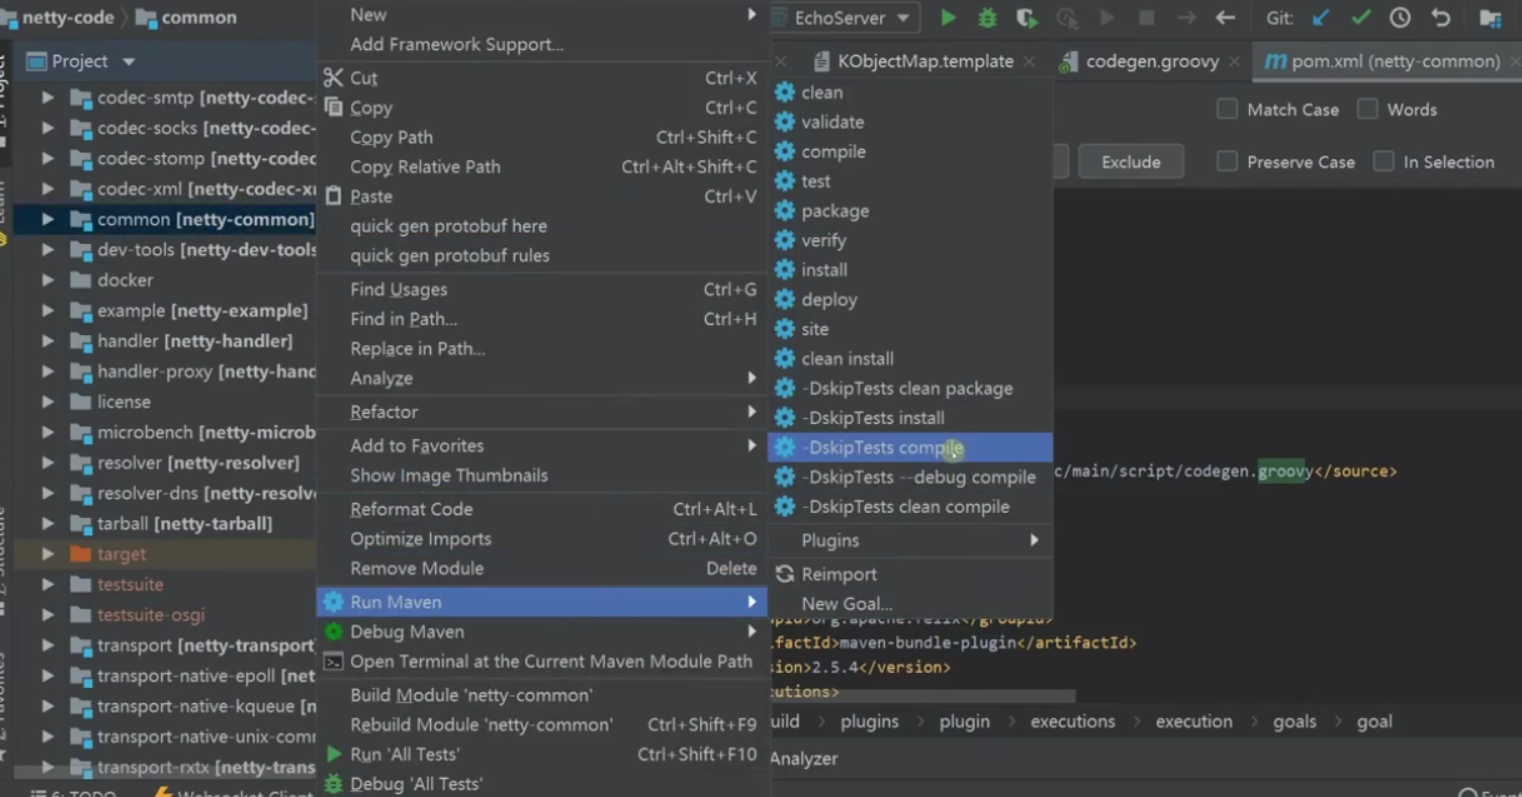 netty-code
common
Project
codec-smtp [netty-codec-
codec-socks [netty-codec-
codec-stomp [netty-codec
codec-xml [netty-codec-x
common [netty-common]
dev-tools [netty-dev-tools
docker
example [netty-example]
handler [netty-handler]
handler-proxy [netty-hand
license
microbench [netty-microb
resolver [netty-resolver]
resolver-dns [netty-resolv
tarball [netty-tarball]
target
testsuite
testsuite-osgi
transport [netty-transport
transport-native-epoll [net
transport-native-kqueue [n
transport-native-unix-com
transport-rxtx [netty-trans
6: TODO
Websocket Client
New
Add Framework Support...
Cut Ctrl+X
Copy Ctrl+C
Copy Path Ctrl+Shift+C
Copy Relative Path Ctrl+Alt+Shift+C
Paste Ctrl+V
quick gen protobuf here
quick gen protobuf rules
Find Usages Ctrl+G
Find in Path... Ctrl+H
Replace in Path...
Analyze
Refactor
Add to Favorites
Show Image Thumbnails
Reformat Code Ctrl+Alt+L
Optimize Imports Ctrl+Alt+O
Remove Module Delete
Run Maven
Debug Maven
Open Terminal at the Current Maven Module Path
Build Module 'netty-common'
Rebuild Module 'netty-common' Ctrl+Shift+F9
Run 'All Tests' Ctrl+Shift+F10
Debug 'All Tests'
clean
validate
compile
test
package
verify
install
deploy
site
clean install
-DskipTests clean package
-DskipTests install
-DskipTests compile
-DskipTests --debug compile
-DskipTests clean compile
Plugins
Reimport
New Goal...
EchoServer
Git:
KObjectMap.template
codegen.groovy
pom.xml (netty-common)
Match Case
Words
Exclude
Preserve Case
In Selection
c/main/script/codegen.groovy</source>
org.apache.felix</groupId>
ifactId>maven-bundle-plugin</artifactId>
sion>2.5.4</version>
cutions>
uild > plugins > plugin > executions > execution > goals > goal
Analyzer